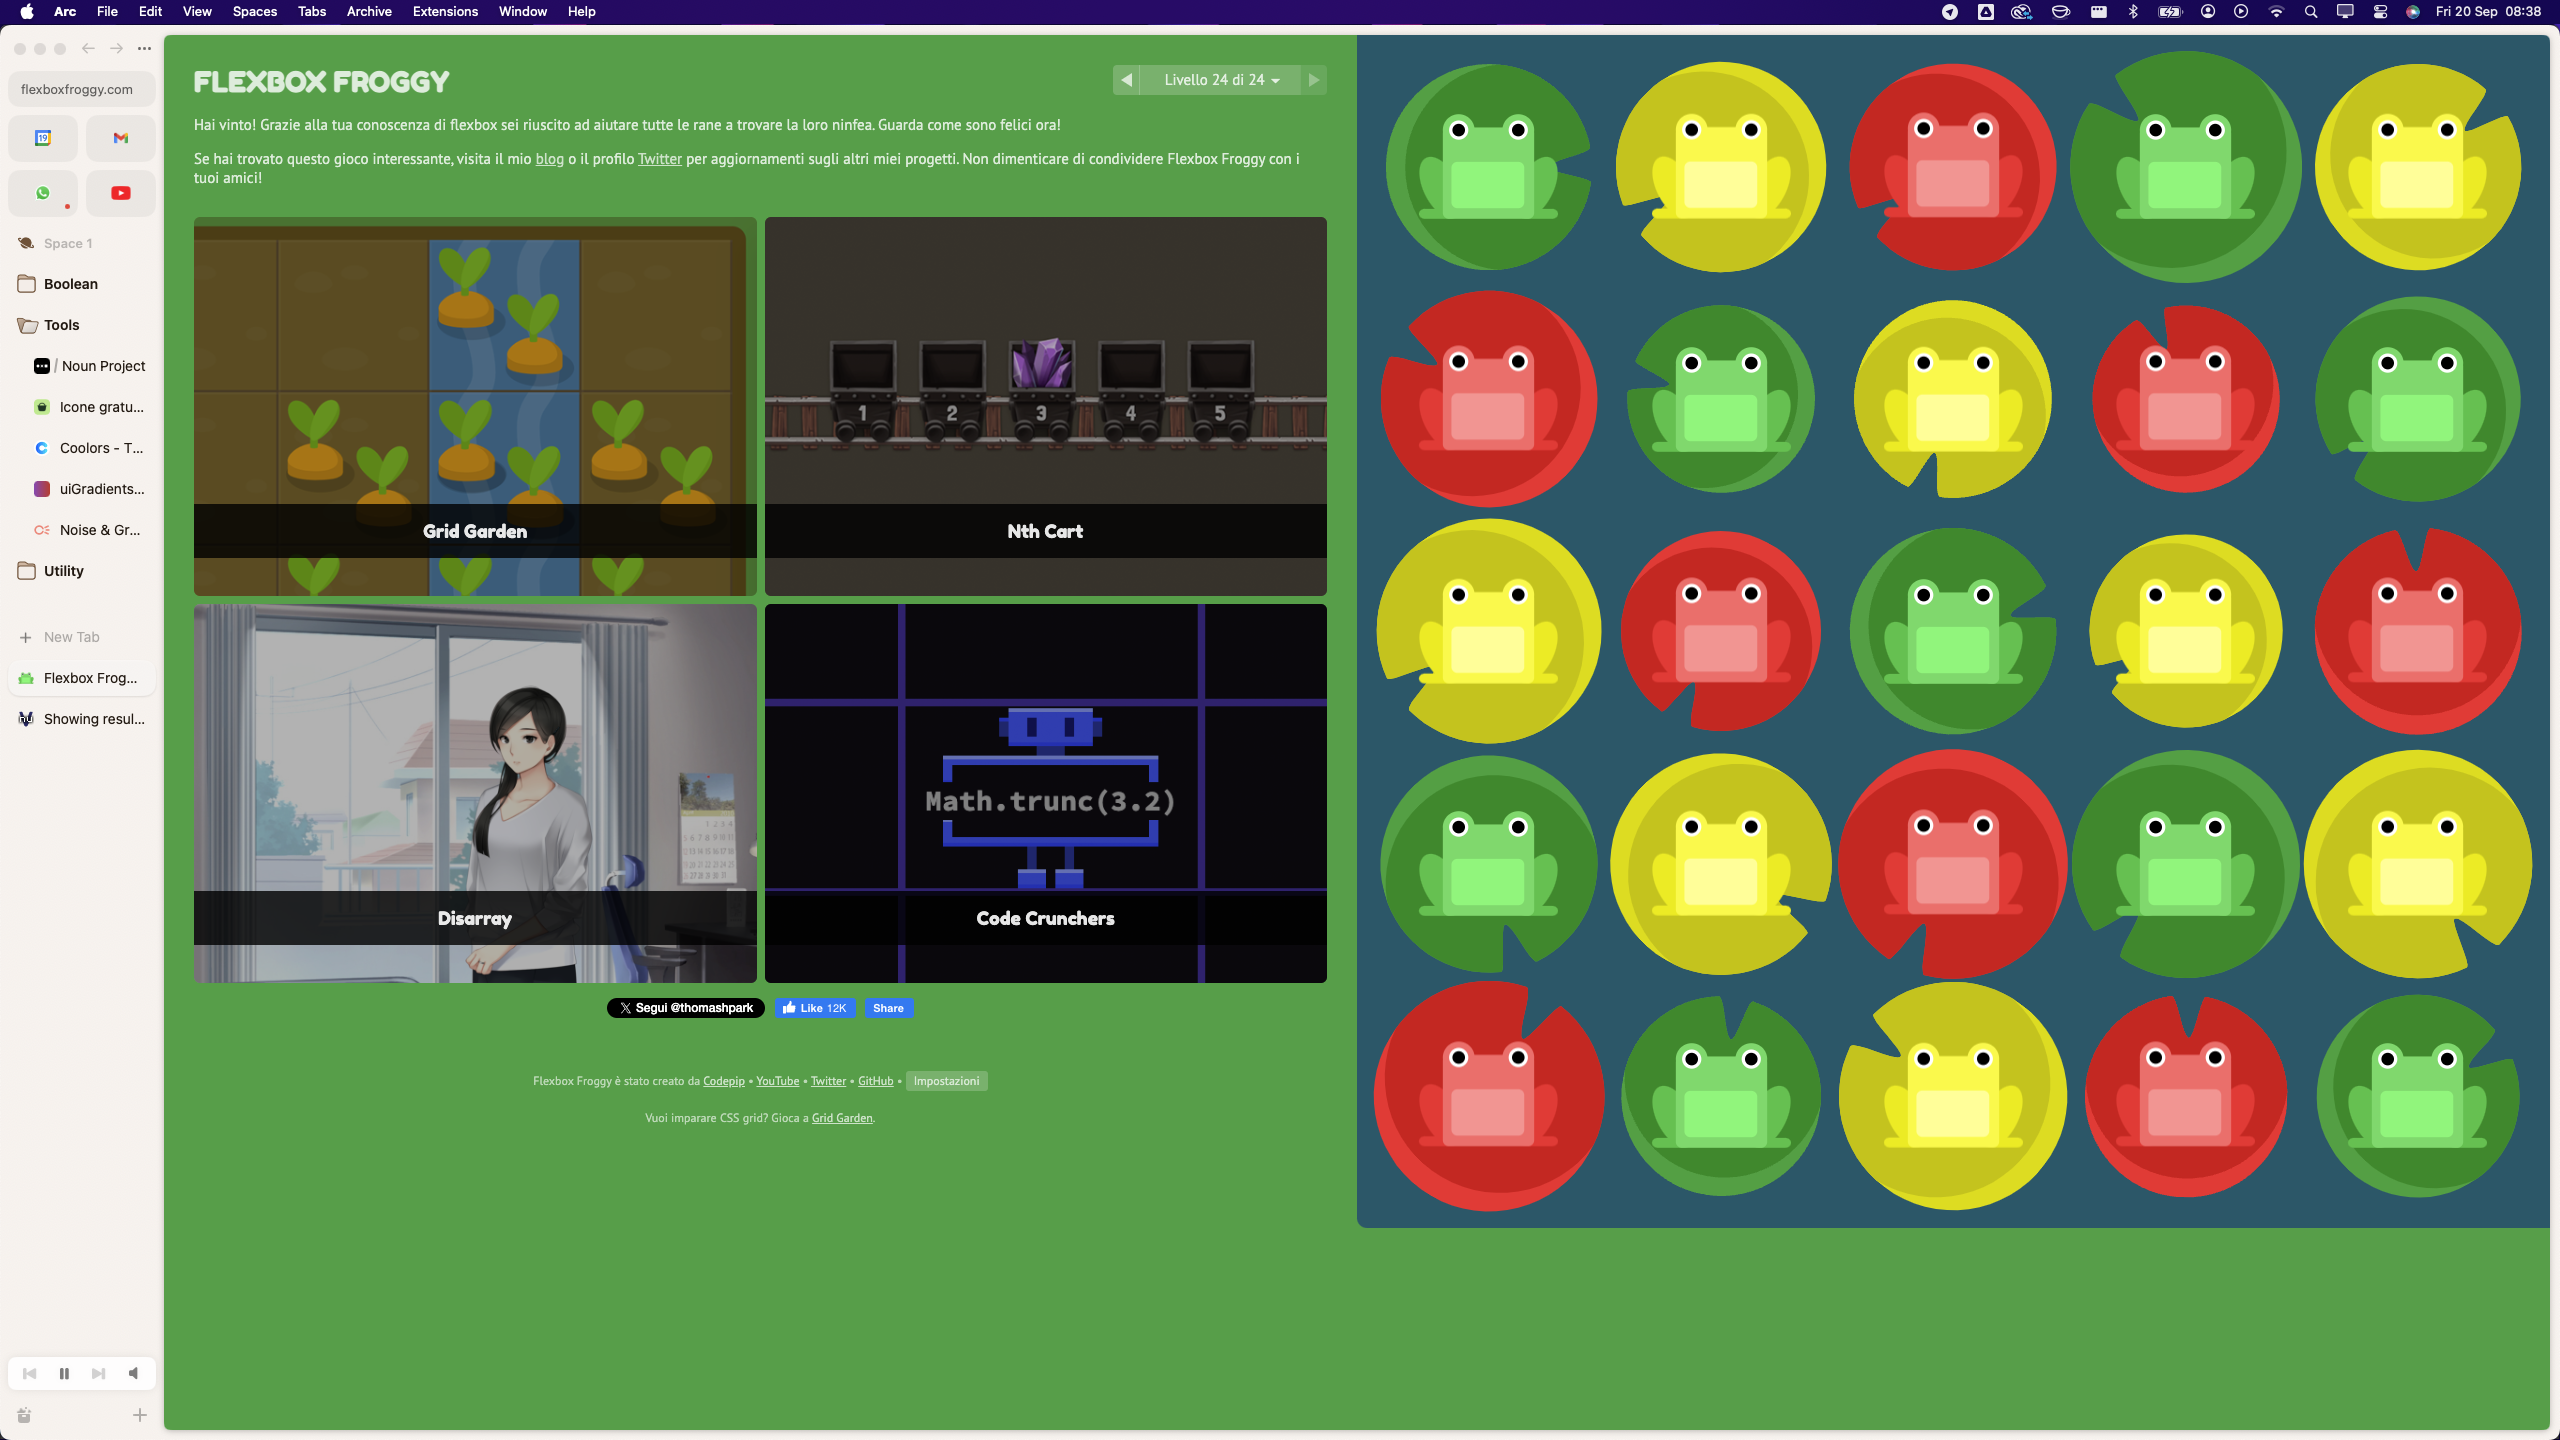 Arc File Edit View Spaces Tabs Archive Extensions Window Help
Fri 20 Sep 08:38
flexboxfroggy.com
19
Space 1
Boolean
Tools
/ Noun Project
Icone gratu...
Coolors - T...
uiGradients...
Noise & Gr...
Utility
New Tab
Flexbox Frog...
Showing resul...
FLEXBOX FROGGY
Livello 24 di 24
Hai vinto! Grazie alla tua conoscenza di flexbox sei riuscito ad aiutare tutte le rane a trovare la loro ninfea. Guarda come sono felici ora!
Se hai trovato questo gioco interessante, visita il mio blog o il profilo Twitter per aggiornamenti sugli altri miei progetti. Non dimenticare di condividere Flexbox Froggy con i
tuoi amici!
Grid Garden
1 2 3 4 5
Nth Cart
Disarray
Math.trunc(3.2)
Code Crunchers
Segui @thomashpark
Like 12K
Share
Flexbox Froggy è stato creato da Codepip • YouTube • Twitter • GitHub • Impostazioni
Vuoi imparare CSS grid? Gioca a Grid Garden.